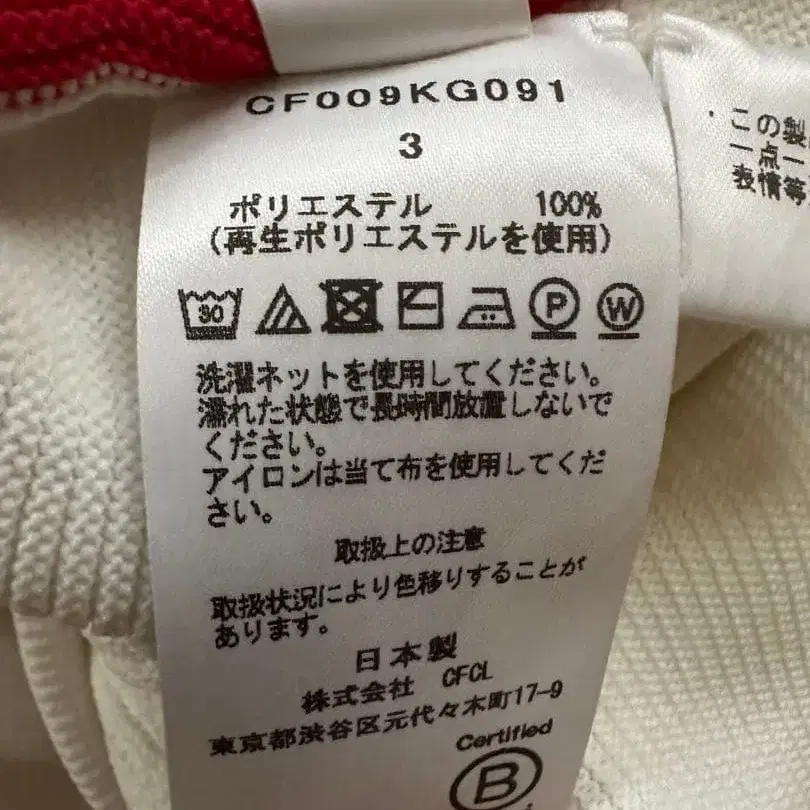 CF009KG091
3
ポリエステル 100%
(再生ポリエステルを使用)
30 P W
洗濯ネットを使用してください。
濡れた状態で長時間放置しないで
ください。
アイロンは当て布を使用してくだ
さい。
取扱上の注意
取扱状況により色移りすることが
あります。
日本製
株式会社 CFCL
東京都渋谷区元代々木町17-9
Certified
B
・この製
一点一
表情等